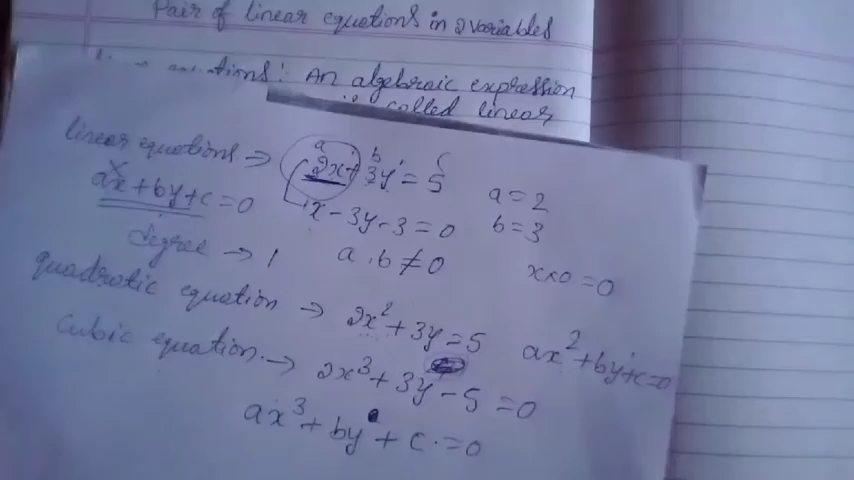 Pair of linear equations in 2 variables
An algebraic expression
is called linear
linear equations → 2x + 3y = 5
a b c
ax + by + c = 0
x - 3y - 3 = 0
a = 2
b = 3
degree → 1
a, b ≠ 0
x × 0 = 0
quadratic equation → 2x² + 3y = 5
ax² + by + c = 0
Cubic equation. → 2x³ + 3y - 5 = 0
ax³ + by + c = 0